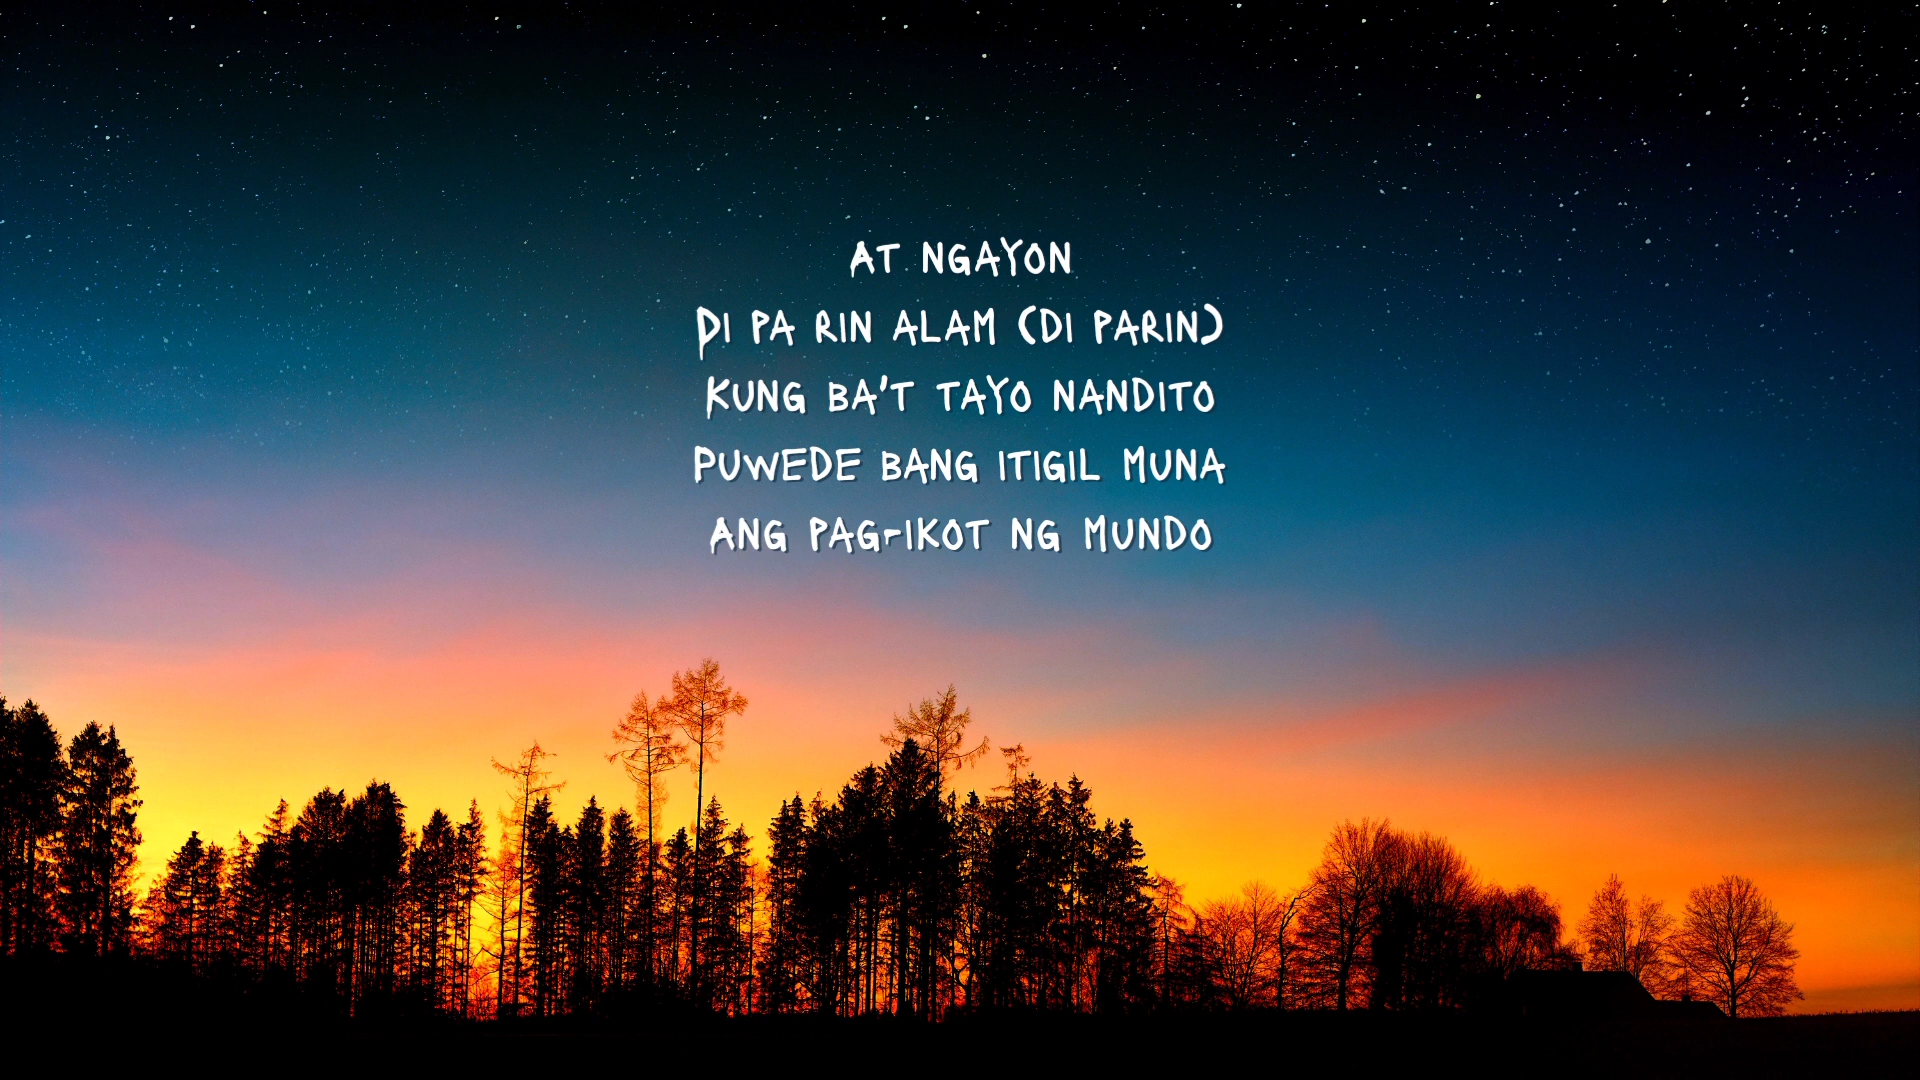 At ngayon
Di pa rin alam (di parin)
Kung ba't tayo nandito
Puwede bang itigil muna
Ang pag-ikot ng mundo